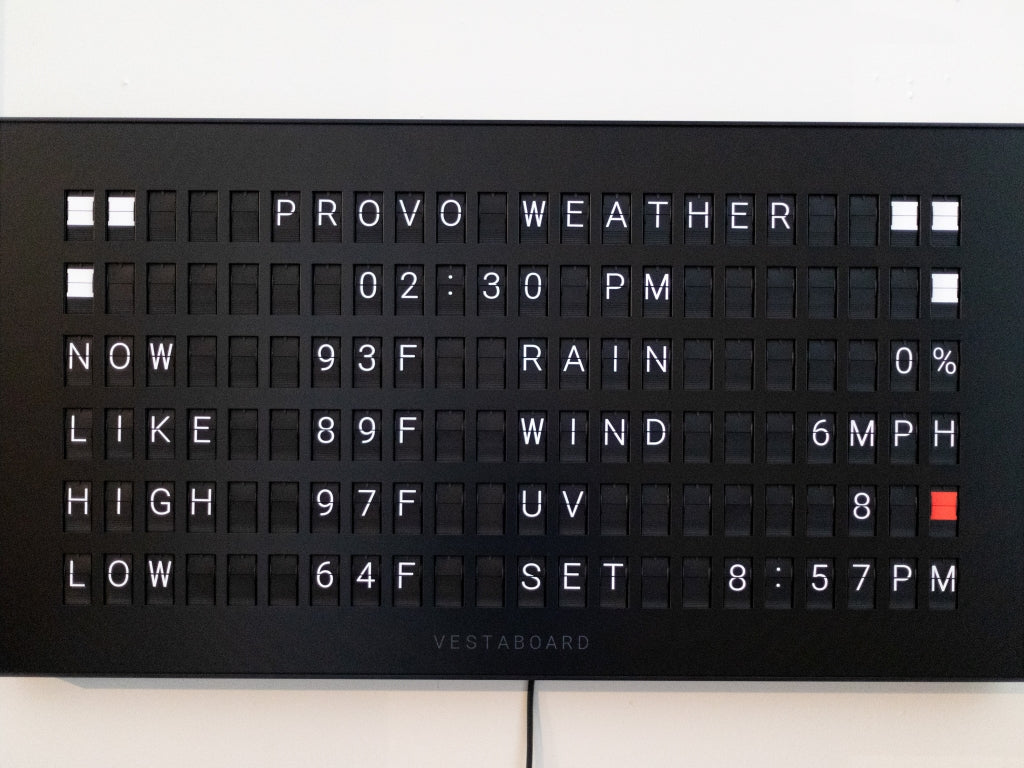 PROVO WEATHER
02:30 PM
NOW 93F RAIN 0%
LIKE 89F WIND 6MPH
HIGH 97F UV 8
LOW 64F SET 8:57PM
VESTABOARD